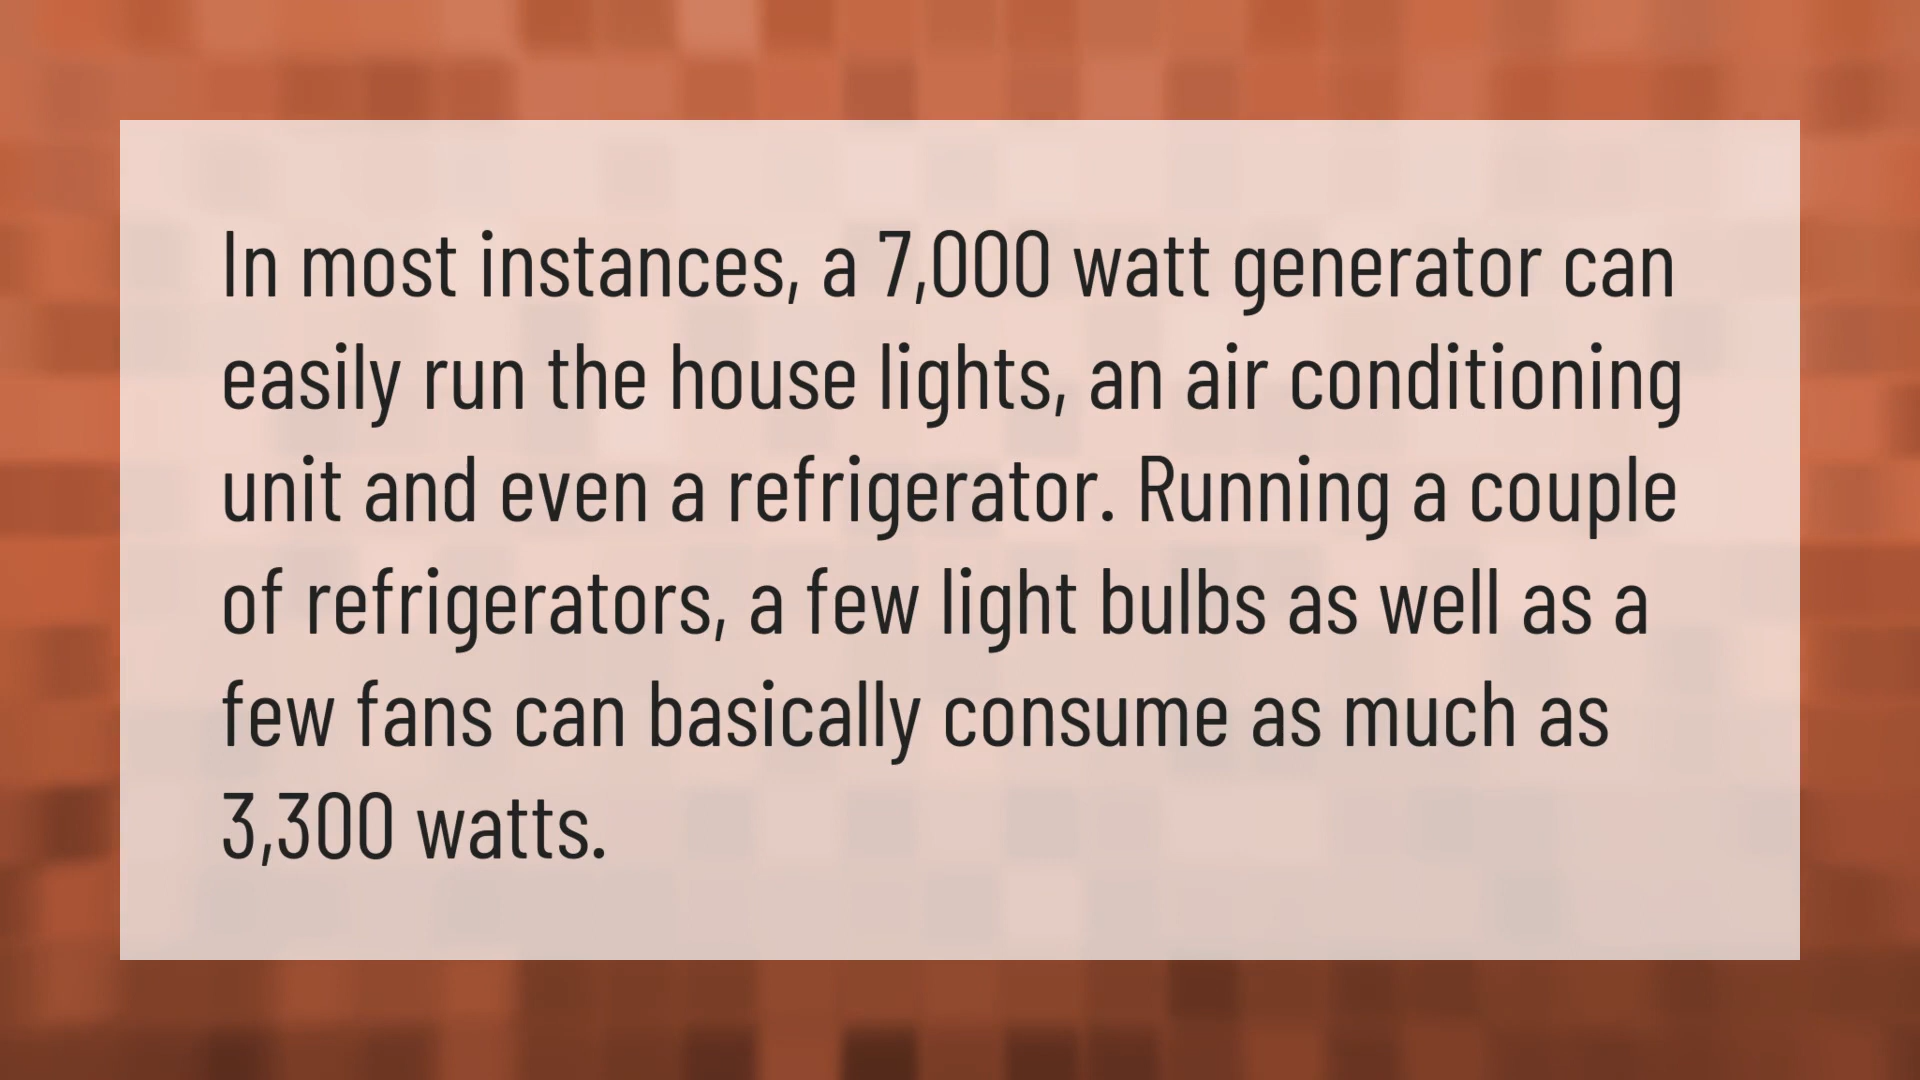 In most instances, a 7,000 watt generator can
easily run the house lights, an air conditioning
unit and even a refrigerator. Running a couple
of refrigerators, a few light bulbs as well as a
few fans can basically consume as much as
3,300 watts.